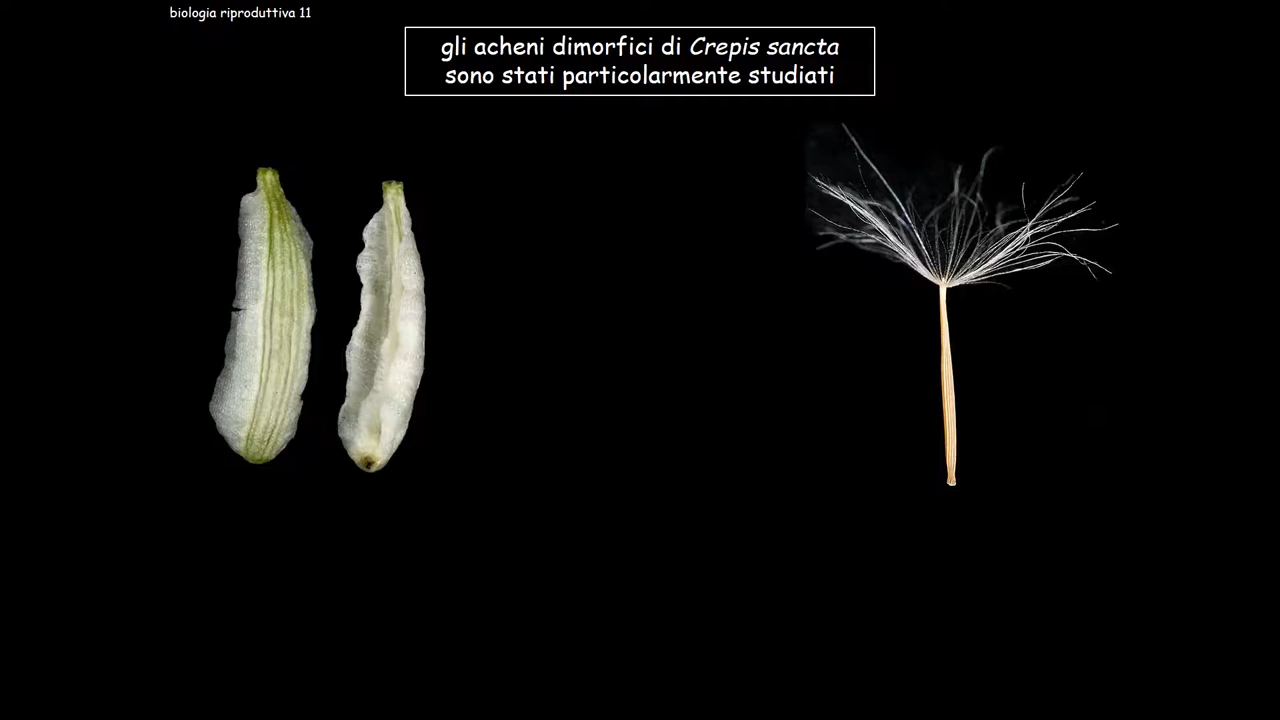 biologia riproduttiva 11
gli acheni dimorfici di Crepis sancta
sono stati particolarmente studiati